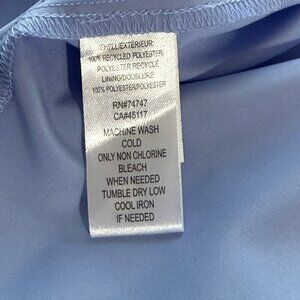 SHELL/EXTERIEUR:
100% RECYCLED POLYESTER/
POLYESTER RECYCLÉ
LINING/DOUBLURE
100% POLYESTER/POLYESTER
RN#74747
CA#45117
MACHINE WASH
COLD
ONLY NON CHLORINE
BLEACH
WHEN NEEDED
TUMBLE DRY LOW
COOL IRON
IF NEEDED